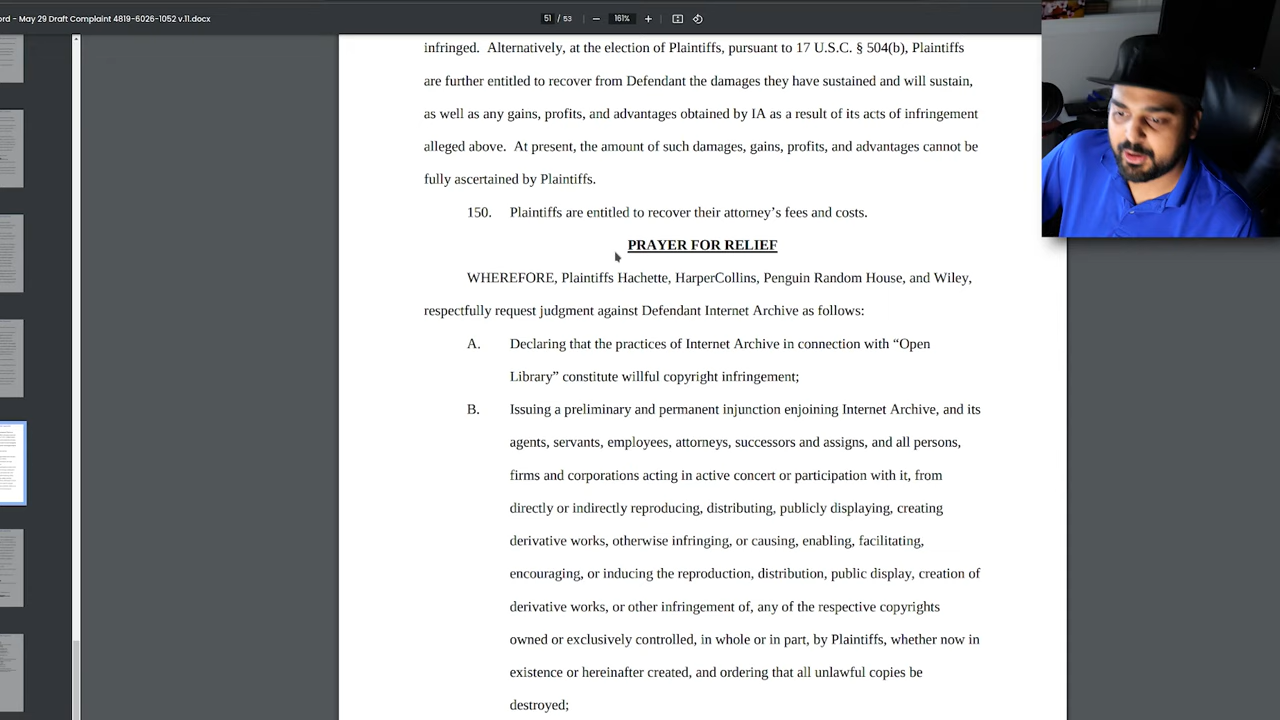 ord - May 29 Draft Complaint 4819-6026-1052 v.11.docx
51 / 53
161%
infringed. Alternatively, at the election of Plaintiffs, pursuant to 17 U.S.C. § 504(b), Plaintiffs
are further entitled to recover from Defendant the damages they have sustained and will sustain,
as well as any gains, profits, and advantages obtained by IA as a result of its acts of infringement
alleged above. At present, the amount of such damages, gains, profits, and advantages cannot be
fully ascertained by Plaintiffs.
150. Plaintiffs are entitled to recover their attorney’s fees and costs.
PRAYER FOR RELIEF
WHEREFORE, Plaintiffs Hachette, HarperCollins, Penguin Random House, and Wiley,
respectfully request judgment against Defendant Internet Archive as follows:
A. Declaring that the practices of Internet Archive in connection with “Open
Library” constitute willful copyright infringement;
B. Issuing a preliminary and permanent injunction enjoining Internet Archive, and its
agents, servants, employees, attorneys, successors and assigns, and all persons,
firms and corporations acting in active concert or participation with it, from
directly or indirectly reproducing, distributing, publicly displaying, creating
derivative works, otherwise infringing, or causing, enabling, facilitating,
encouraging, or inducing the reproduction, distribution, public display, creation of
derivative works, or other infringement of, any of the respective copyrights
owned or exclusively controlled, in whole or in part, by Plaintiffs, whether now in
existence or hereinafter created, and ordering that all unlawful copies be
destroyed;